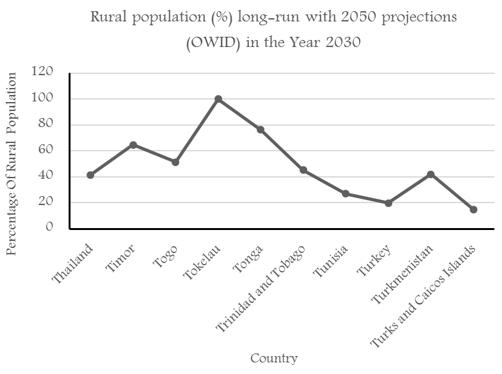 Rural population (%) long-run with 2050 projections
(OWID) in the Year 2030
Percentage Of Rural Population
120
100
80
60
40
20
0
Thailand
Timor
Togo
Tokelau
Tonga
Trinidad and Tobago
Tunisia
Turkey
Turkmenistan
Turks and Caicos Islands
Country